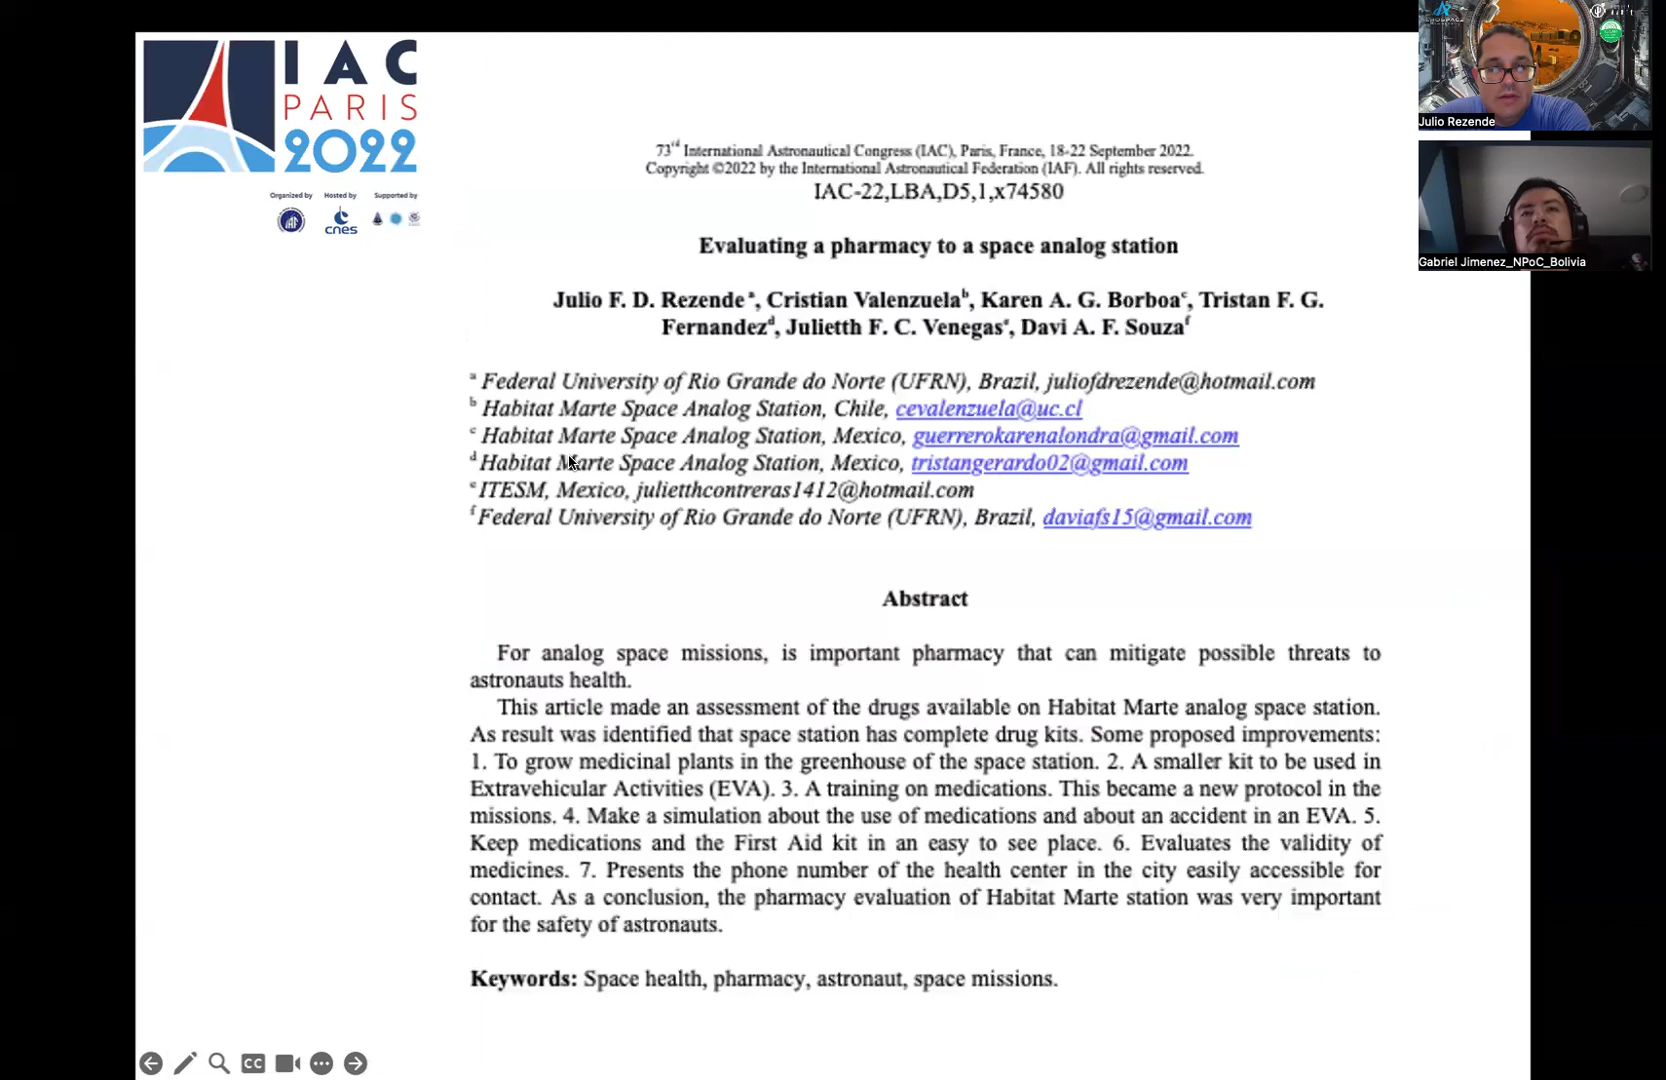 IAC
PARIS
2022
Organized by Hosted by Supported by
cnes
73rd International Astronautical Congress (IAC), Paris, France, 18-22 September 2022.
Copyright ©2022 by the International Astronautical Federation (IAF). All rights reserved.
IAC-22,LBA,D5,1,x74580
Evaluating a pharmacy to a space analog station
Julio F. D. Rezende a, Cristian Valenzuela b, Karen A. G. Borboa c, Tristan F. G.
Fernandez d, Julietth F. C. Venegas e, Davi A. F. Souza f
a Federal University of Rio Grande do Norte (UFRN), Brazil, juliofdrezende@hotmail.com
b Habitat Marte Space Analog Station, Chile, cevalenzuela@uc.cl
c Habitat Marte Space Analog Station, Mexico, guerrerokarenalondra@gmail.com
d Habitat Marte Space Analog Station, Mexico, tristangerardo02@gmail.com
e ITESM, Mexico, julietthcontreras1412@hotmail.com
f Federal University of Rio Grande do Norte (UFRN), Brazil, daviafs15@gmail.com
Abstract
For analog space missions, is important pharmacy that can mitigate possible threats to
astronauts health.
This article made an assessment of the drugs available on Habitat Marte analog space station.
As result was identified that space station has complete drug kits. Some proposed improvements:
1. To grow medicinal plants in the greenhouse of the space station. 2. A smaller kit to be used in
Extravehicular Activities (EVA). 3. A training on medications. This became a new protocol in the
missions. 4. Make a simulation about the use of medications and about an accident in an EVA. 5.
Keep medications and the First Aid kit in an easy to see place. 6. Evaluates the validity of
medicines. 7. Presents the phone number of the health center in the city easily accessible for
contact. As a conclusion, the pharmacy evaluation of Habitat Marte station was very important
for the safety of astronauts.
Keywords: Space health, pharmacy, astronaut, space missions.
Julio Rezende
Gabriel Jimenez_NPoC_Bolivia
CC